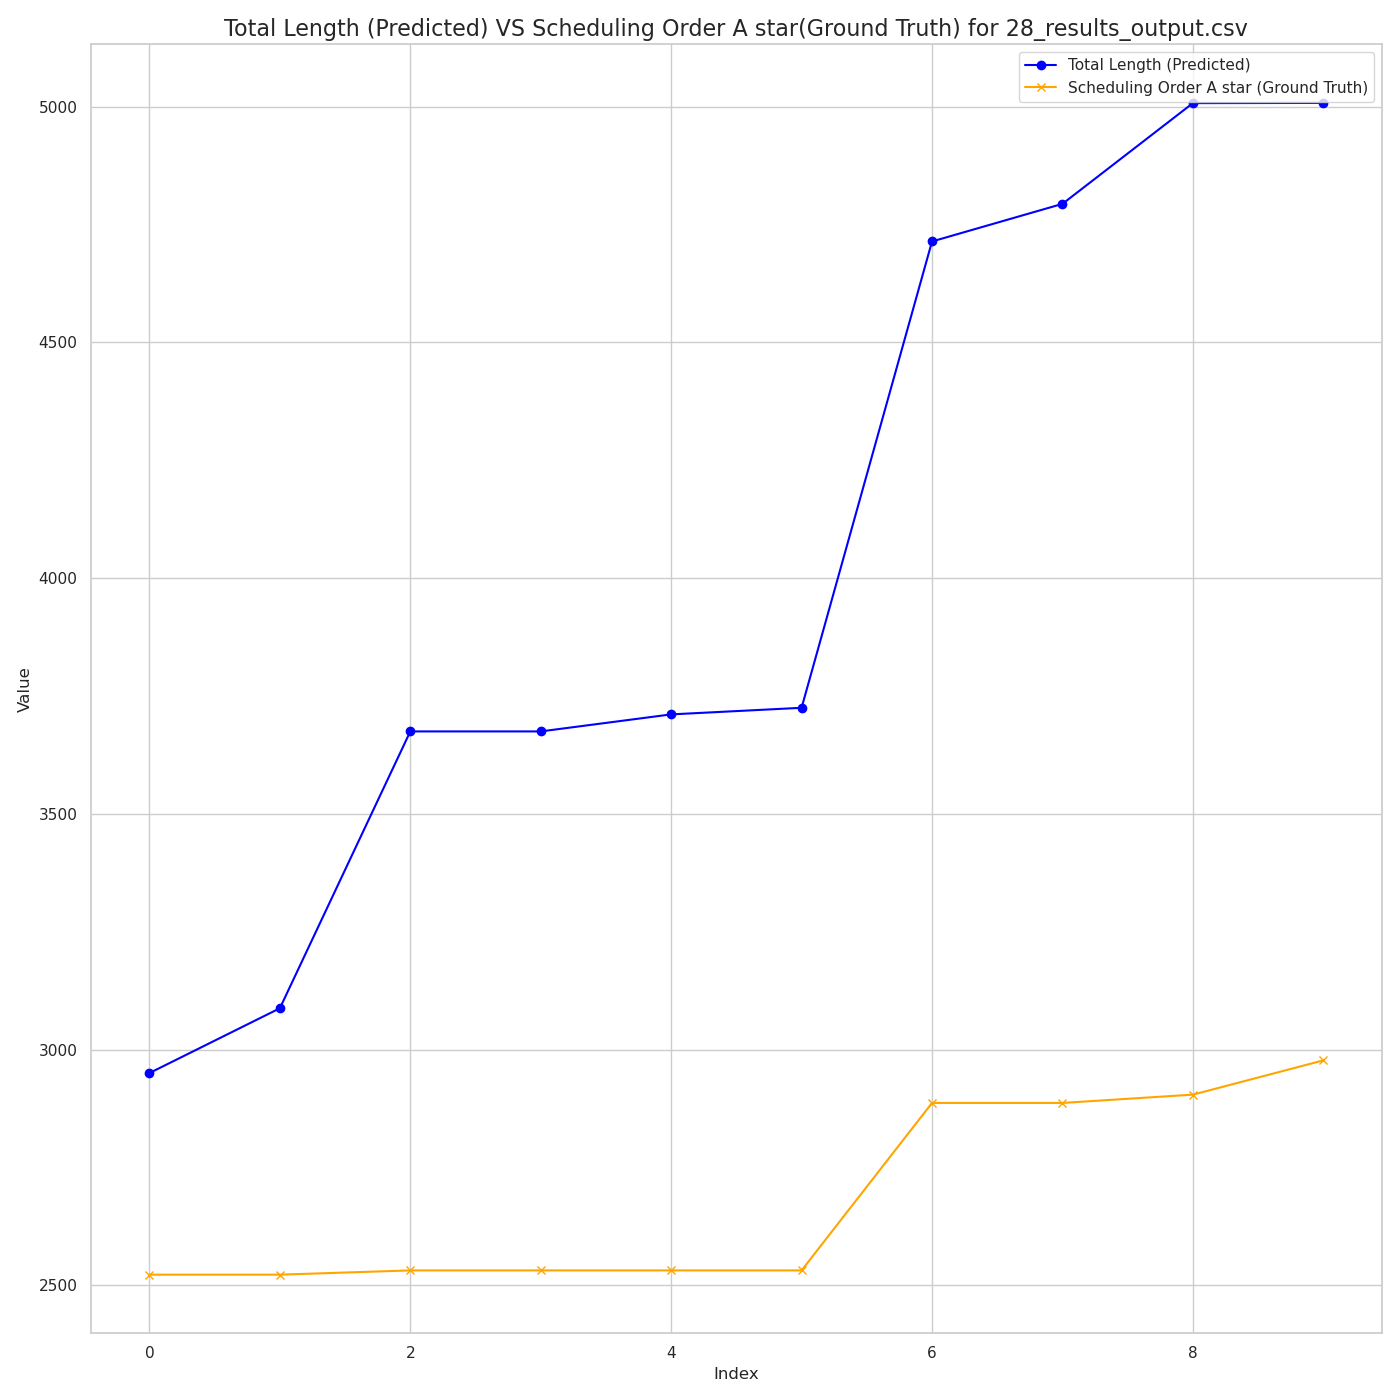 Total Length (Predicted) VS Scheduling Order A star(Ground Truth) for 28_results_output.csv
Total Length (Predicted)
Scheduling Order A star (Ground Truth)
5000
4500
4000
3500
3000
2500
Value
0 2 4 6 8
Index